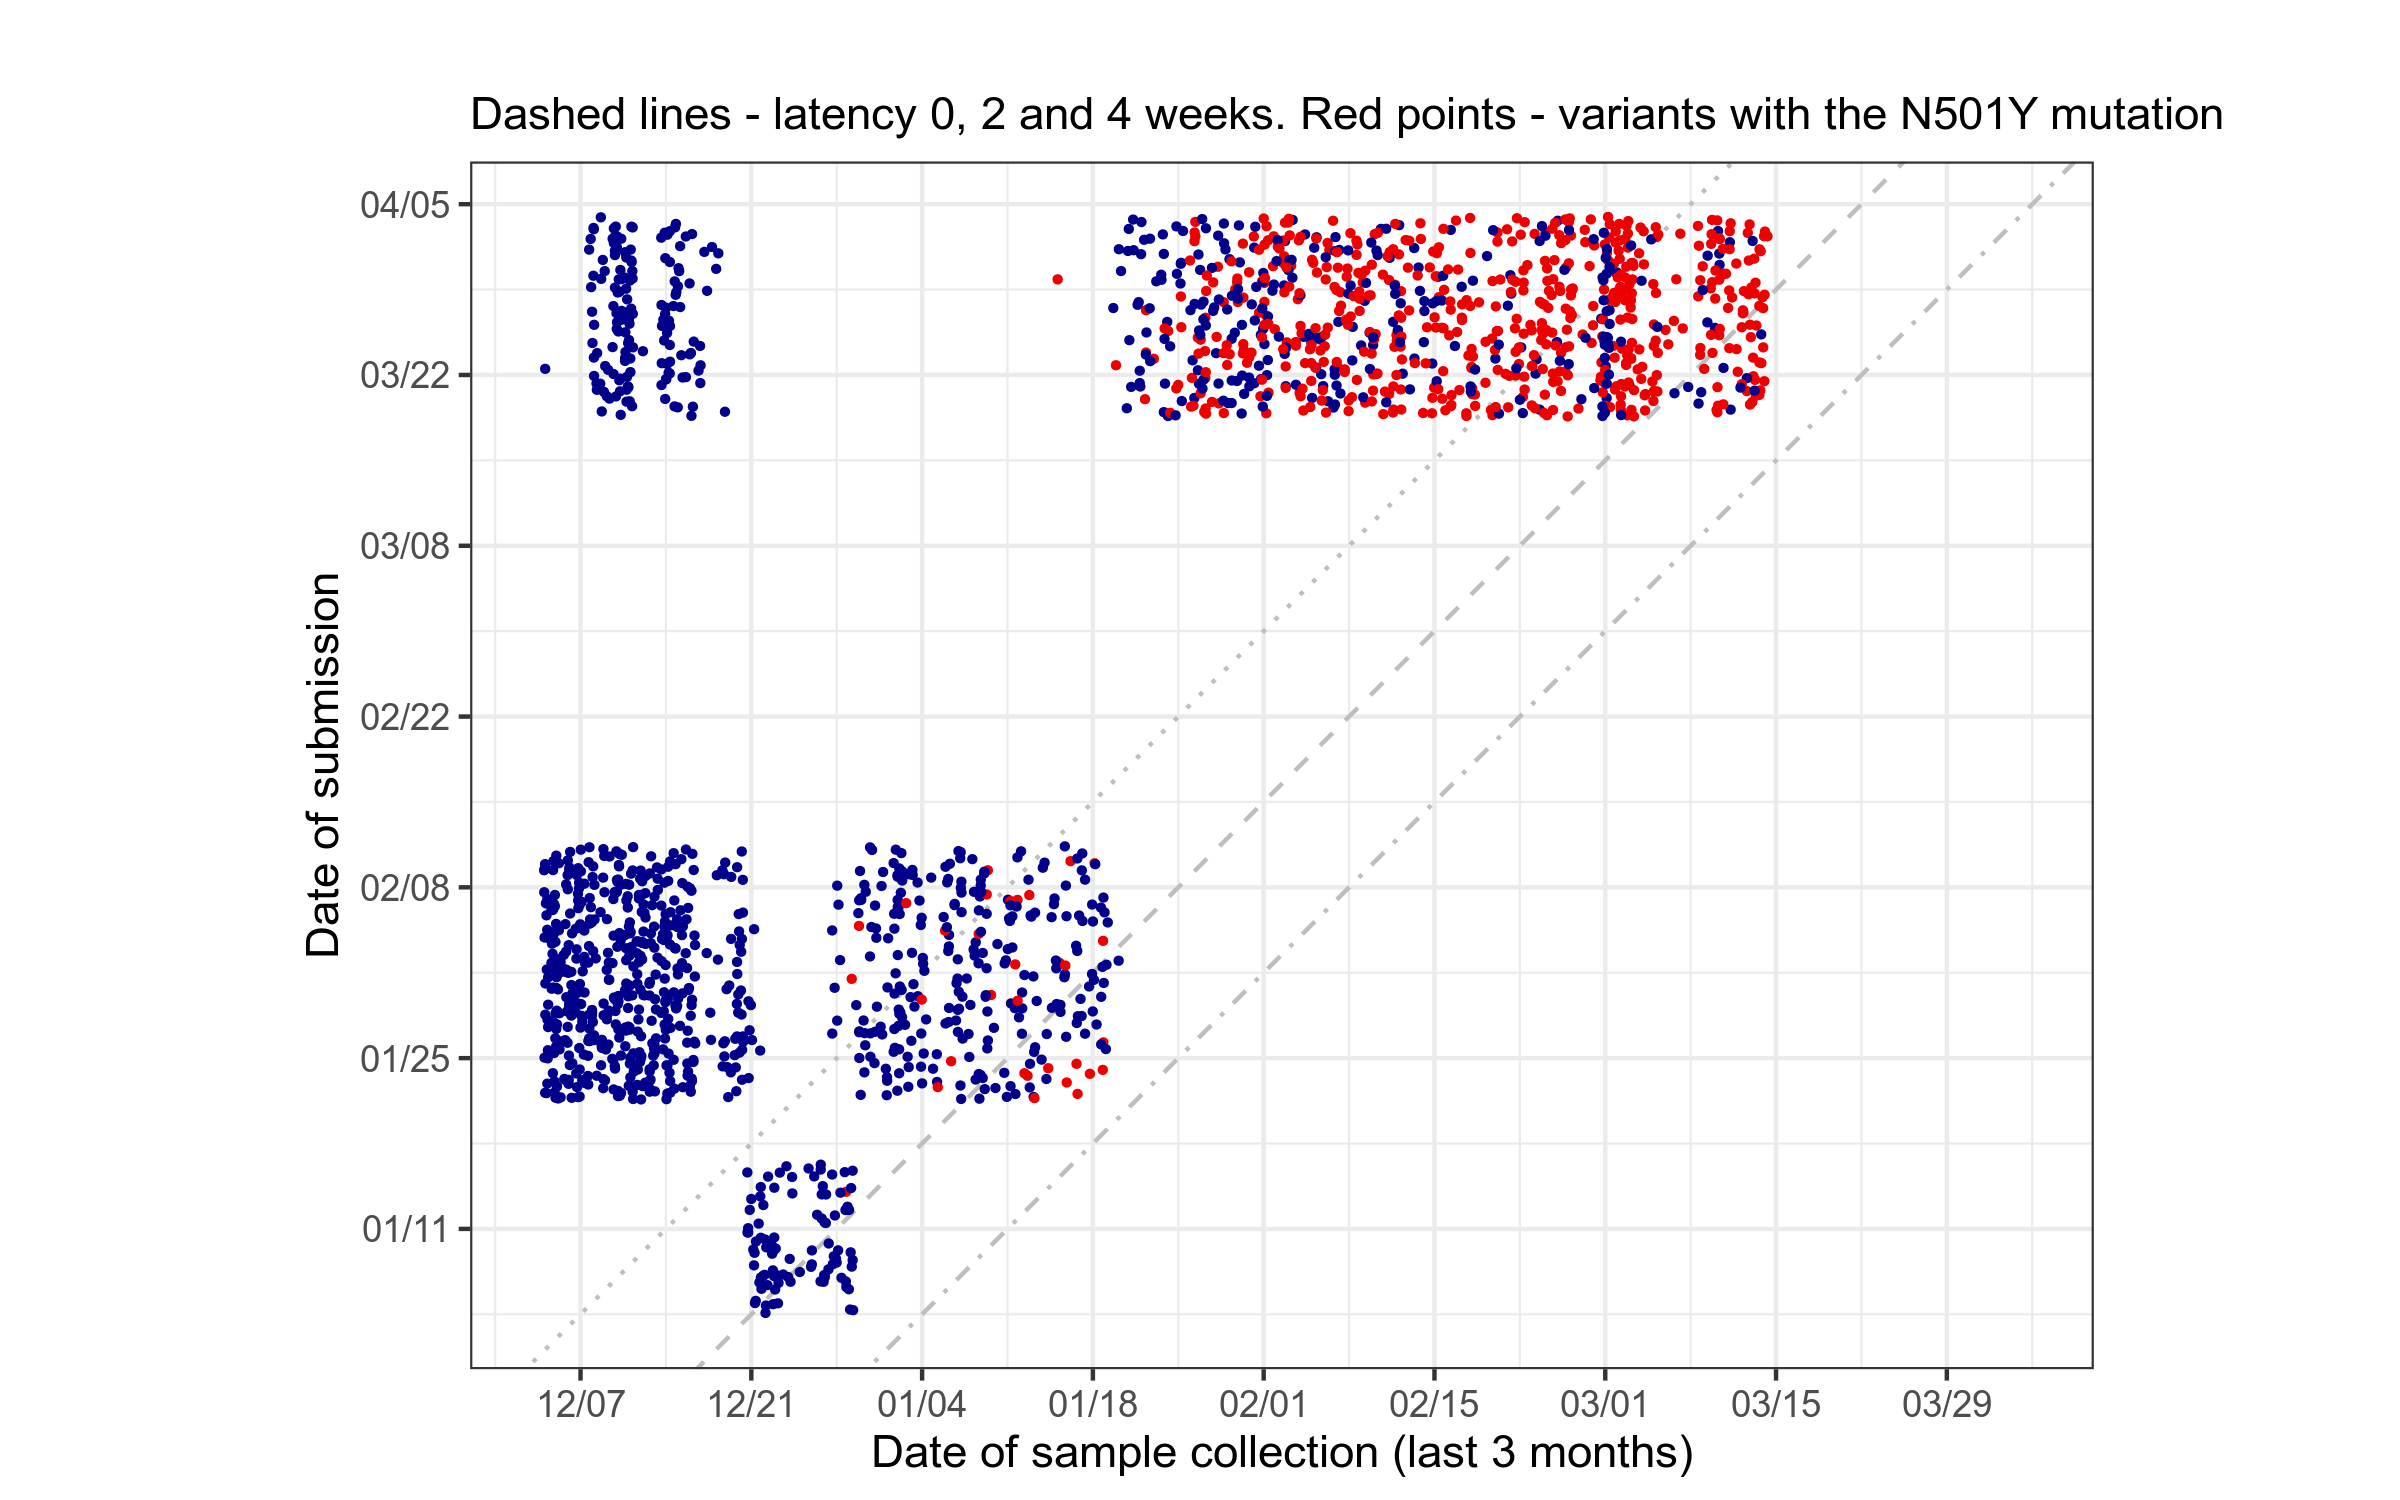 Dashed lines - latency 0, 2 and 4 weeks. Red points - variants with the N501Y mutation
04/05
03/22
03/08
02/22
02/08
01/25
01/11
Date of submission
12/07 12/21 01/04 01/18 02/01 02/15 03/01 03/15 03/29
Date of sample collection (last 3 months)